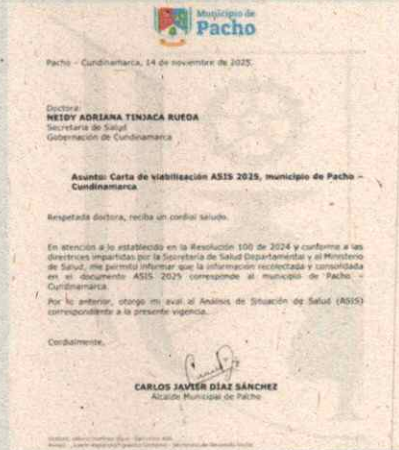 Municipio de
Pacho
Pacho – Cundinamarca, 14 de noviembre de 2025.
Doctora:
NEIDY ADRIANA TINJACA RUEDA
Secretaria de Salud
Gobernación de Cundinamarca
Asunto: Carta de viabilización ASIS 2025, municipio de Pacho –
Cundinamarca
Respetada doctora, reciba un cordial saludo.
En atención a lo establecido en la Resolución 100 de 2024 y conforme a las
directrices impartidas por la Secretaría de Salud Departamental y el Ministerio
de Salud, me permito informar que la información recolectada y consolidada
en el documento ASIS 2025 corresponde al municipio de Pacho –
Cundinamarca.
Por lo anterior, otorgo mi aval al Análisis de Situación de Salud (ASIS)
correspondiente a la presente vigencia.
Cordialmente,
CARLOS JAVIER DÍAZ SÁNCHEZ
Alcalde Municipal de Pacho